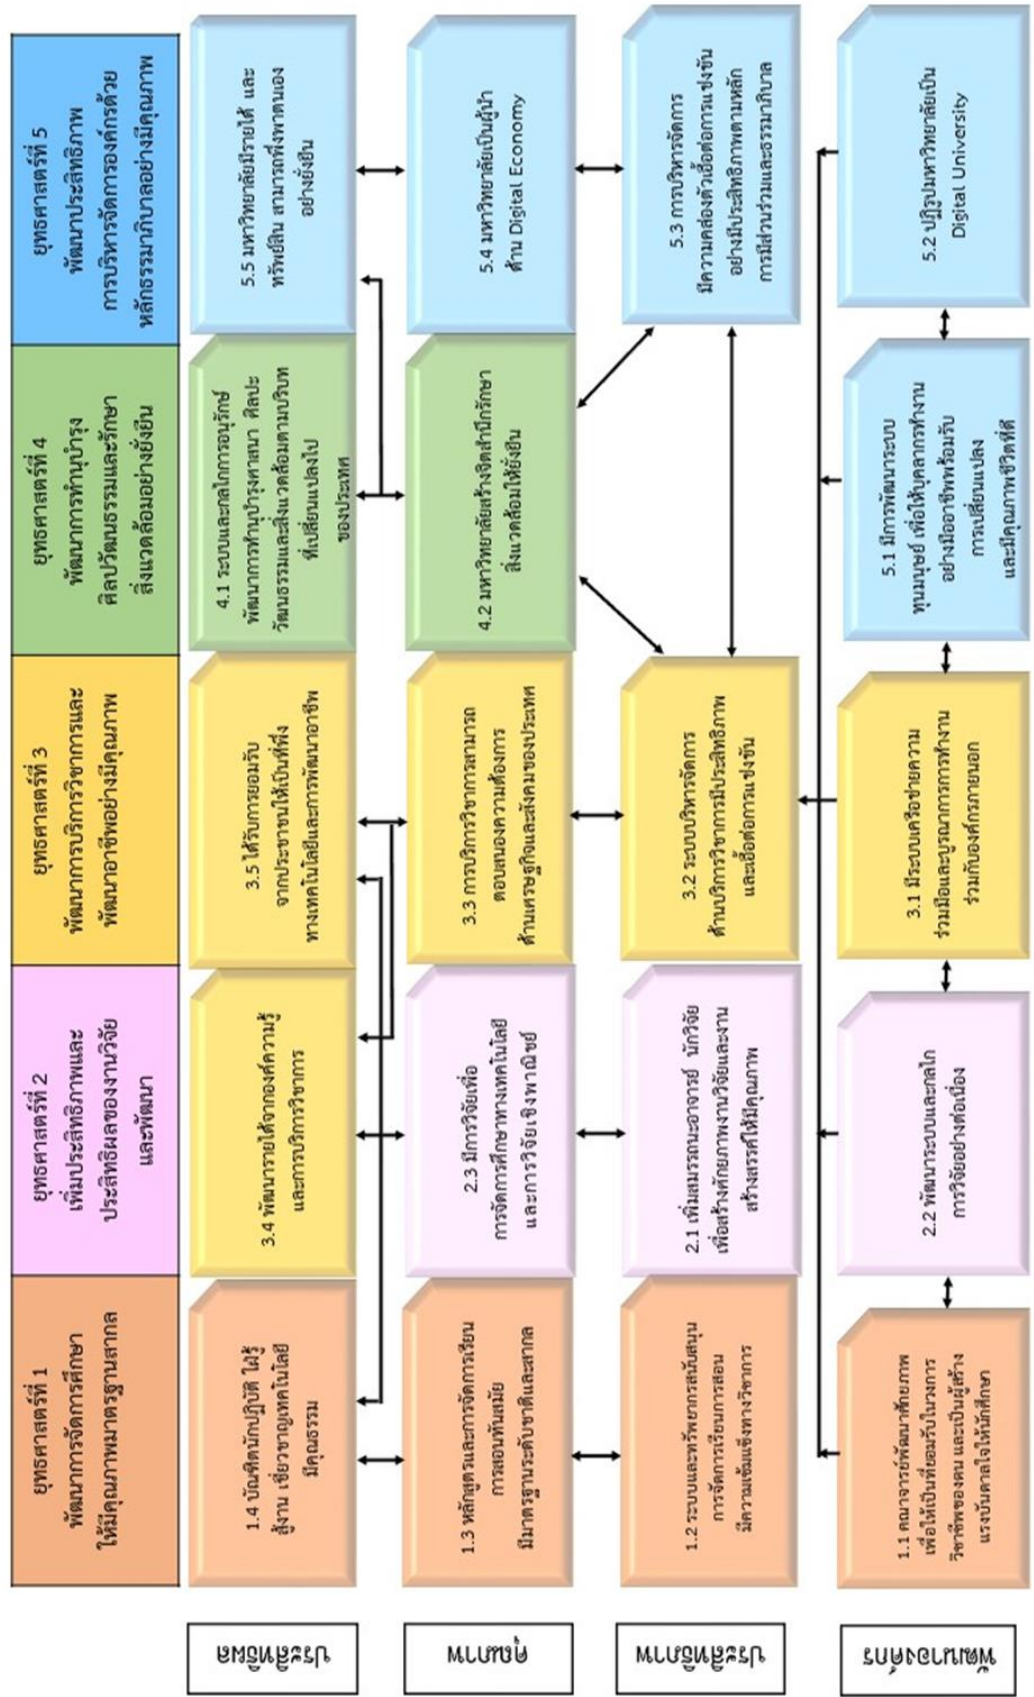 ยุทธศาสตร์ที่ 1
พัฒนาการจัดการศึกษา
ให้มีคุณภาพมาตรฐานสากล
ยุทธศาสตร์ที่ 2
เพิ่มประสิทธิภาพและ
ประสิทธิผลของงานวิจัย
และพัฒนา
ยุทธศาสตร์ที่ 3
พัฒนาการบริการวิชาการและ
พัฒนาอาชีพอย่างมีคุณภาพ
ยุทธศาสตร์ที่ 4
พัฒนาการทำนุบำรุง
ศิลปวัฒนธรรมและรักษา
สิ่งแวดล้อมอย่างยั่งยืน
ยุทธศาสตร์ที่ 5
พัฒนาประสิทธิภาพ
การบริหารจัดการองค์กรด้วย
หลักธรรมาภิบาลอย่างมีคุณภาพ
ประสิทธิผล
1.4 บัณฑิตนักปฏิบัติ ใฝ่รู้
สู้งาน เชี่ยวชาญเทคโนโลยี
มีคุณธรรม
3.4 พัฒนารายได้จากองค์ความรู้
และการบริการวิชาการ
3.5 ได้รับการยอมรับ
จากประชาชนให้เป็นที่พึ่ง
ทางเทคโนโลยีและการพัฒนาอาชีพ
4.1 ระบบและกลไกการอนุรักษ์
พัฒนาการทำนุบำรุงศาสนา ศิลปะ
วัฒนธรรมและสิ่งแวดล้อมตามบริบท
ที่เปลี่ยนแปลงไป
ของประเทศ
5.5 มหาวิทยาลัยมีรายได้ และ
ทรัพย์สิน สามารถพึ่งพาตนเอง
อย่างยั่งยืน
คุณภาพ
1.3 หลักสูตรและการจัดการเรียน
การสอนทันสมัย
มีมาตรฐานระดับชาติและสากล
2.3 มีการวิจัยเพื่อ
การจัดการศึกษาทางเทคโนโลยี
และการวิจัยเชิงพาณิชย์
3.3 การบริการวิชาการสามารถ
ตอบสนองความต้องการ
ด้านเศรษฐกิจและสังคมของประเทศ
4.2 มหาวิทยาลัยสร้างจิตสำนึกรักษา
สิ่งแวดล้อมให้ยั่งยืน
5.4 มหาวิทยาลัยเป็นผู้นำ
ด้าน Digital Economy
ประสิทธิภาพ
1.2 ระบบและทรัพยากรสนับสนุน
การจัดการเรียนการสอน
มีความเข้มแข็งทางวิชาการ
2.1 เพิ่มสมรรถนะอาจารย์ นักวิจัย
เพื่อสร้างศักยภาพงานวิจัยและงาน
สร้างสรรค์ให้มีคุณภาพ
3.2 ระบบบริหารจัดการ
ด้านบริการวิชาการมีประสิทธิภาพ
และเอื้อต่อการแข่งขัน
5.3 การบริหารจัดการ
มีความคล่องตัวเอื้อต่อการแข่งขัน
อย่างมีประสิทธิภาพตามหลัก
การมีส่วนร่วมและธรรมาภิบาล
พัฒนาองค์กร
1.1 คณาจารย์พัฒนาศักยภาพ
เพื่อให้เป็นที่ยอมรับในวงการ
วิชาชีพของตน และเป็นผู้สร้าง
แรงบันดาลใจให้นักศึกษา
2.2 พัฒนาระบบและกลไก
การวิจัยอย่างต่อเนื่อง
3.1 มีระบบเครือข่ายความ
ร่วมมือและบูรณาการการทำงาน
ร่วมกับองค์กรภายนอก
5.1 มีการพัฒนาระบบ
ทุนมนุษย์ เพื่อให้บุคลากรทำงาน
อย่างมืออาชีพพร้อมรับ
การเปลี่ยนแปลง
และมีคุณภาพชีวิตที่ดี
5.2 ปฏิรูปมหาวิทยาลัยเป็น
Digital University